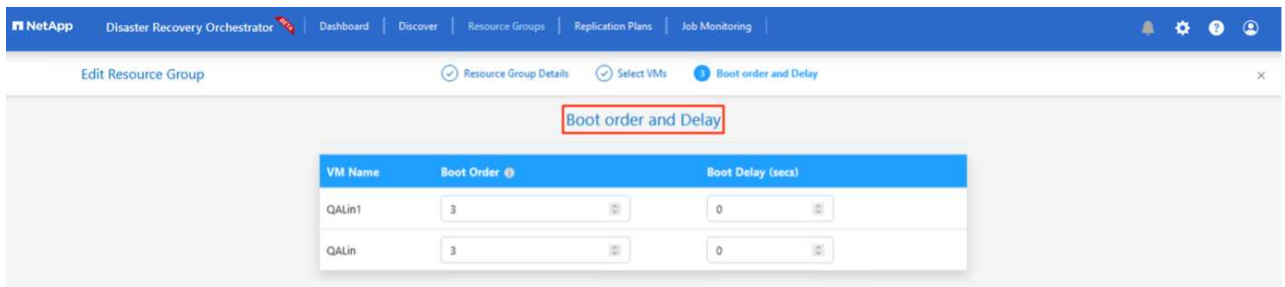 NetApp Disaster Recovery Orchestrator BETA Dashboard Discover Resource Groups Replication Plans Job Monitoring
Edit Resource Group Resource Group Details Select VMs 3 Boot order and Delay
Boot order and Delay
VM Name Boot Order Boot Delay (secs)
QALin1 3 0
QALin 3 0